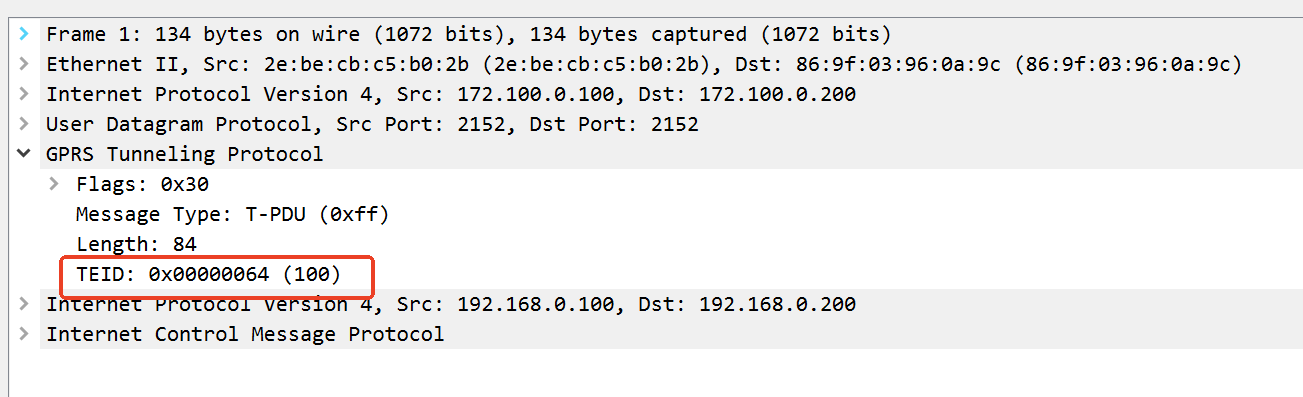 Frame 1: 134 bytes on wire (1072 bits), 134 bytes captured (1072 bits)
Ethernet II, Src: 2e:be:cb:c5:b0:2b (2e:be:cb:c5:b0:2b), Dst: 86:9f:03:96:0a:9c (86:9f:03:96:0a:9c)
Internet Protocol Version 4, Src: 172.100.0.100, Dst: 172.100.0.200
User Datagram Protocol, Src Port: 2152, Dst Port: 2152
GPRS Tunneling Protocol
Flags: 0x30
Message Type: T-PDU (0xff)
Length: 84
TEID: 0x00000064 (100)
Internet Protocol Version 4, Src: 192.168.0.100, Dst: 192.168.0.200
Internet Control Message Protocol